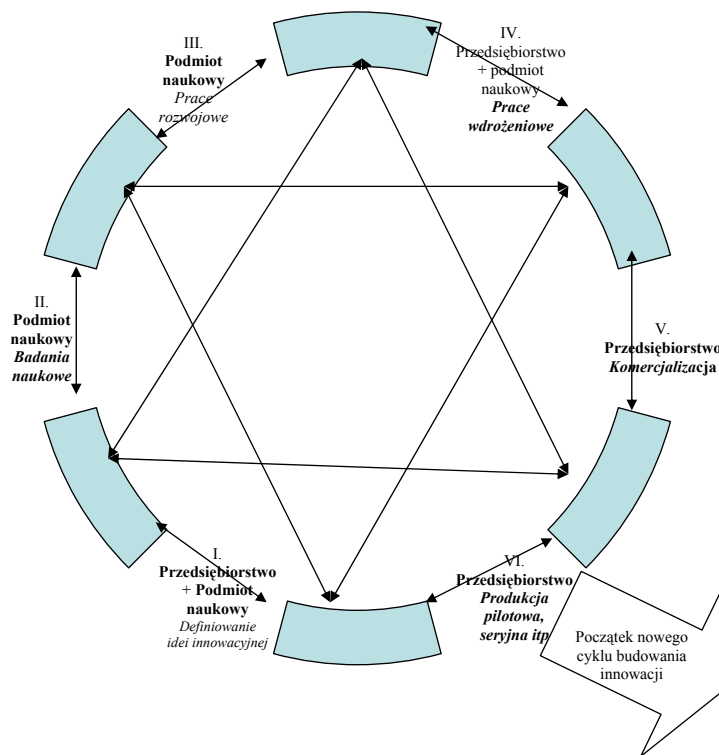 III.
Podmiot
naukowy
Prace
rozwojowe
IV.
Przedsiębiorstwo
+ podmiot
naukowy
Prace
wdrożeniowe
II.
Podmiot
naukowy
Badania
naukowe
V.
Przedsiębiorstwo
Komercjalizacja
I.
Przedsiębiorstwo
+ Podmiot
naukowy
Definiowanie
idei innowacyjnej
VI.
Przedsiębiorstwo
Produkcja
pilotowa,
seryjna itp
Początek nowego
cyklu budowania
innowacji